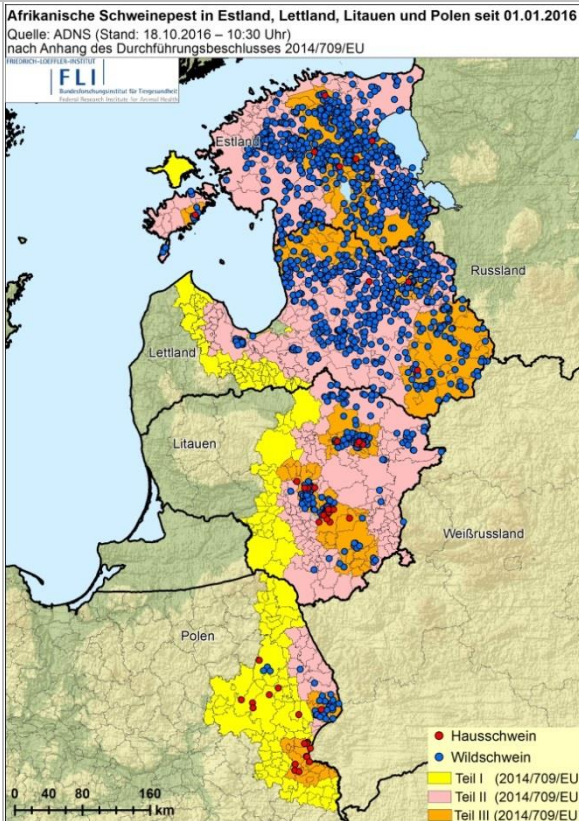 Afrikanische Schweinepest in Estland, Lettland, Litauen und Polen seit 01.01.2016
Quelle: ADNS (Stand: 18.10.2016 – 10:30 Uhr)
nach Anhang des Durchführungsbeschlusses 2014/709/EU
FRIEDRICH-LOEFFLER-INSTITUT
FLI
Bundesforschungsinstitut für Tiergesundheit
Federal Research Institute for Animal Health
Estland
Russland
Lettland
Litauen
Weißrussland
Polen
Hausschwein
Wildschwein
Teil I (2014/709/EU
Teil II (2014/709/EU
Teil III (2014/709/EU
0 40 80 160
km